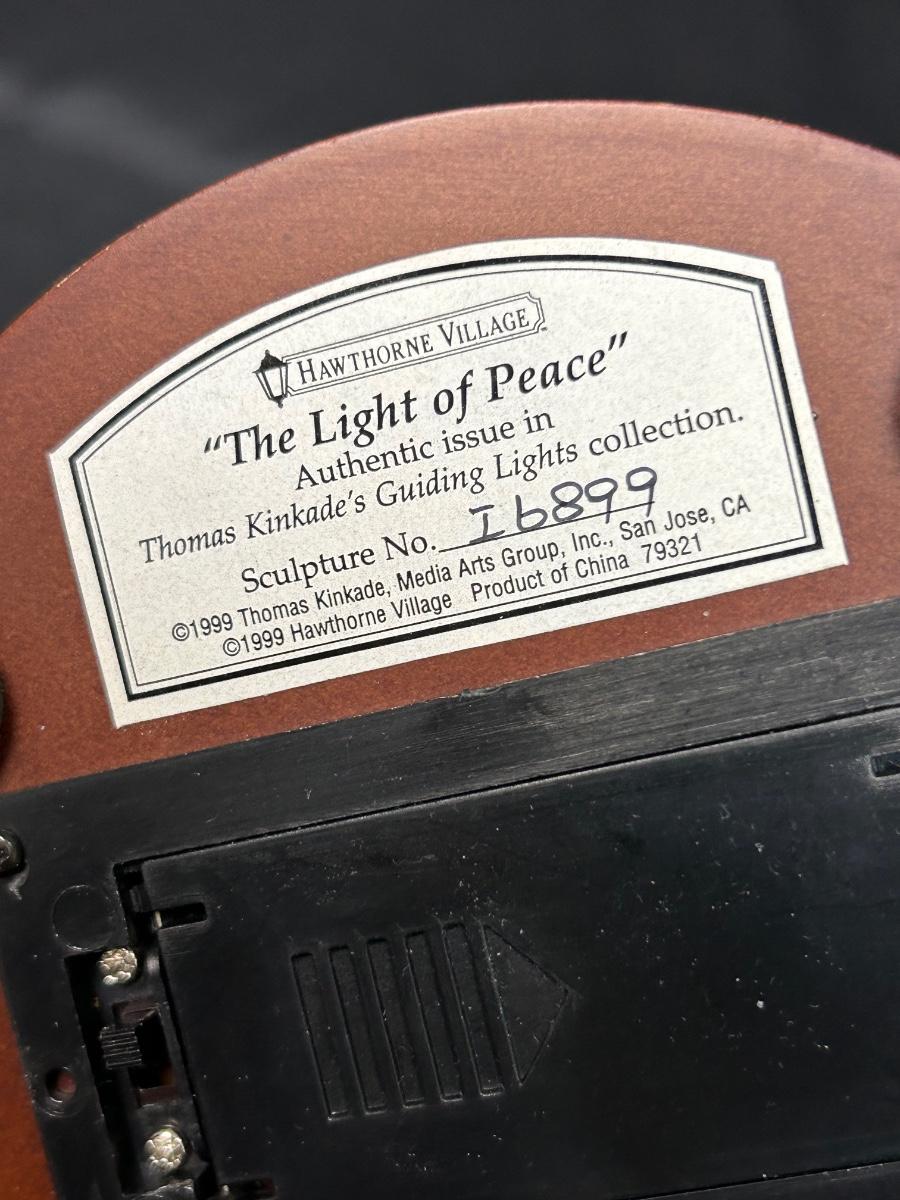 HAWTHORNE VILLAGE
"The Light of Peace"
Authentic issue in
Thomas Kinkade's Guiding Lights collection.
Sculpture No. I6899
©1999 Thomas Kinkade, Media Arts Group, Inc., San Jose, CA
©1999 Hawthorne Village Product of China 79321